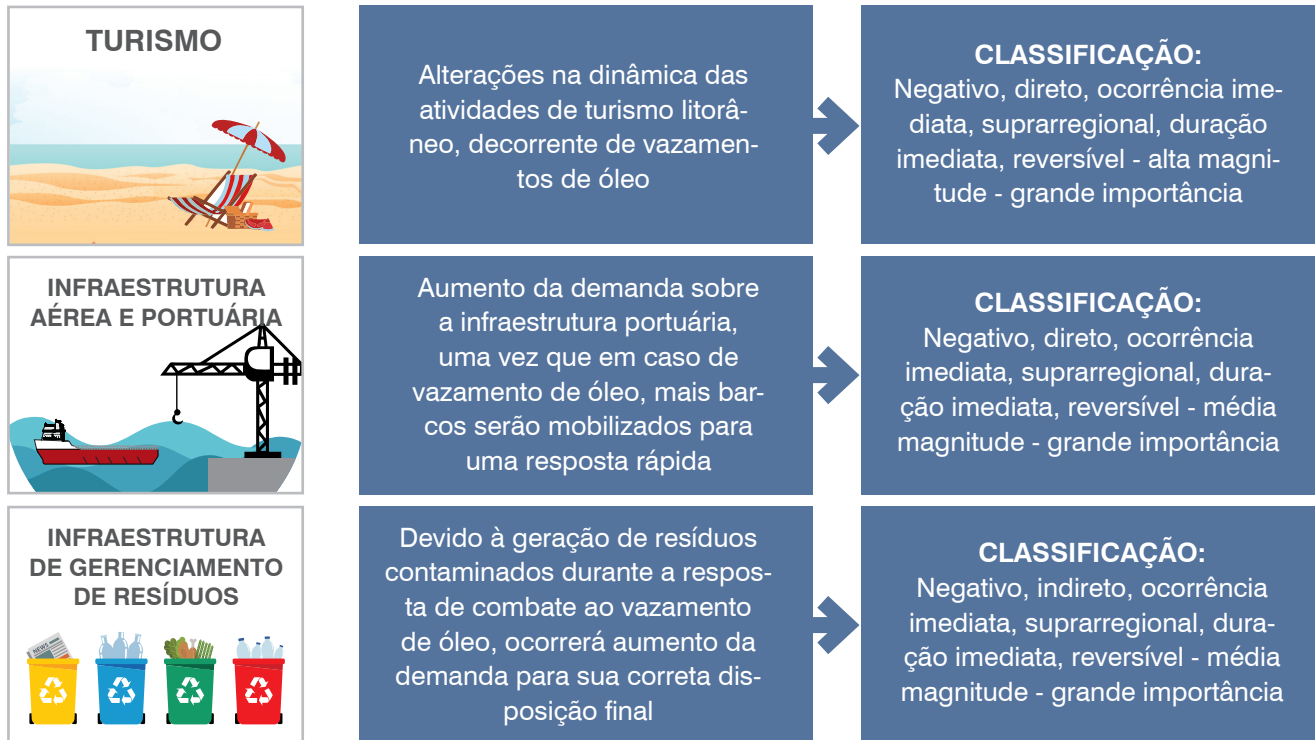 TURISMO
Alterações na dinâmica das
atividades de turismo litorâ-
neo, decorrente de vazamen-
tos de óleo
CLASSIFICAÇÃO:
Negativo, direto, ocorrência ime-
diata, suprarregional, duração
imediata, reversível - alta magni-
tude - grande importância
INFRAESTRUTURA
AÉREA E PORTUÁRIA
Aumento da demanda sobre
a infraestrutura portuária,
uma vez que em caso de
vazamento de óleo, mais bar-
cos serão mobilizados para
uma resposta rápida
CLASSIFICAÇÃO:
Negativo, direto, ocorrência
imediata, suprarregional, dura-
ção imediata, reversível - média
magnitude - grande importância
INFRAESTRUTURA
DE GERENCIAMENTO
DE RESÍDUOS
NEWS
Devido à geração de resíduos
contaminados durante a respos-
ta de combate ao vazamento
de óleo, ocorrerá aumento da
demanda para sua correta dis-
posição final
CLASSIFICAÇÃO:
Negativo, indireto, ocorrência
imediata, suprarregional, dura-
ção imediata, reversível - média
magnitude - grande importância